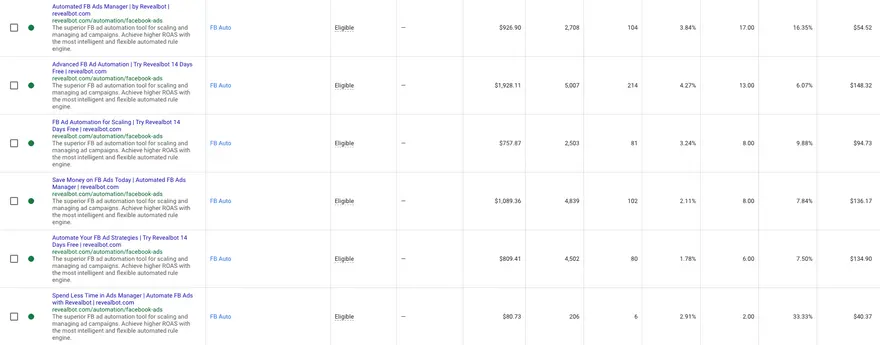 Automated FB Ads Manager | by Revealbot |
revealbot.com
revealbot.com/automation/facebook-ads
The superior FB ad automation tool for scaling and
managing ad campaigns. Achieve higher ROAS with
the most intelligent and flexible automated rule
engine.
FB Auto Eligible — $926.90 2,708 104 3.84% 17.00 16.35% $54.52
Advanced FB Ad Automation | Try Revealbot 14 Days
Free | revealbot.com
revealbot.com/automation/facebook-ads
The superior FB ad automation tool for scaling and
managing ad campaigns. Achieve higher ROAS with
the most intelligent and flexible automated rule
engine.
FB Auto Eligible — $1,928.11 5,007 214 4.27% 13.00 6.07% $148.32
FB Ad Automation for Scaling | Try Revealbot 14
Days Free | revealbot.com
revealbot.com/automation/facebook-ads
The superior FB ad automation tool for scaling and
managing ad campaigns. Achieve higher ROAS with
the most intelligent and flexible automated rule
engine.
FB Auto Eligible — $757.87 2,503 81 3.24% 8.00 9.88% $94.73
Save Money on FB Ads Today | Automated FB Ads
Manager | revealbot.com
revealbot.com/automation/facebook-ads
The superior FB ad automation tool for scaling and
managing ad campaigns. Achieve higher ROAS with
the most intelligent and flexible automated rule
engine.
FB Auto Eligible — $1,089.36 4,839 102 2.11% 8.00 7.84% $136.17
Automate Your FB Ad Strategies | Try Revealbot 14
Days Free | revealbot.com
revealbot.com/automation/facebook-ads
The superior FB ad automation tool for scaling and
managing ad campaigns. Achieve higher ROAS with
the most intelligent and flexible automated rule
engine.
FB Auto Eligible — $809.41 4,502 80 1.78% 6.00 7.50% $134.90
Spend Less Time in Ads Manager | Automate FB Ads
with Revealbot | revealbot.com
revealbot.com/automation/facebook-ads
The superior FB ad automation tool for scaling and
managing ad campaigns. Achieve higher ROAS with
the most intelligent and flexible automated rule
engine.
FB Auto Eligible — $80.73 206 6 2.91% 2.00 33.33% $40.37